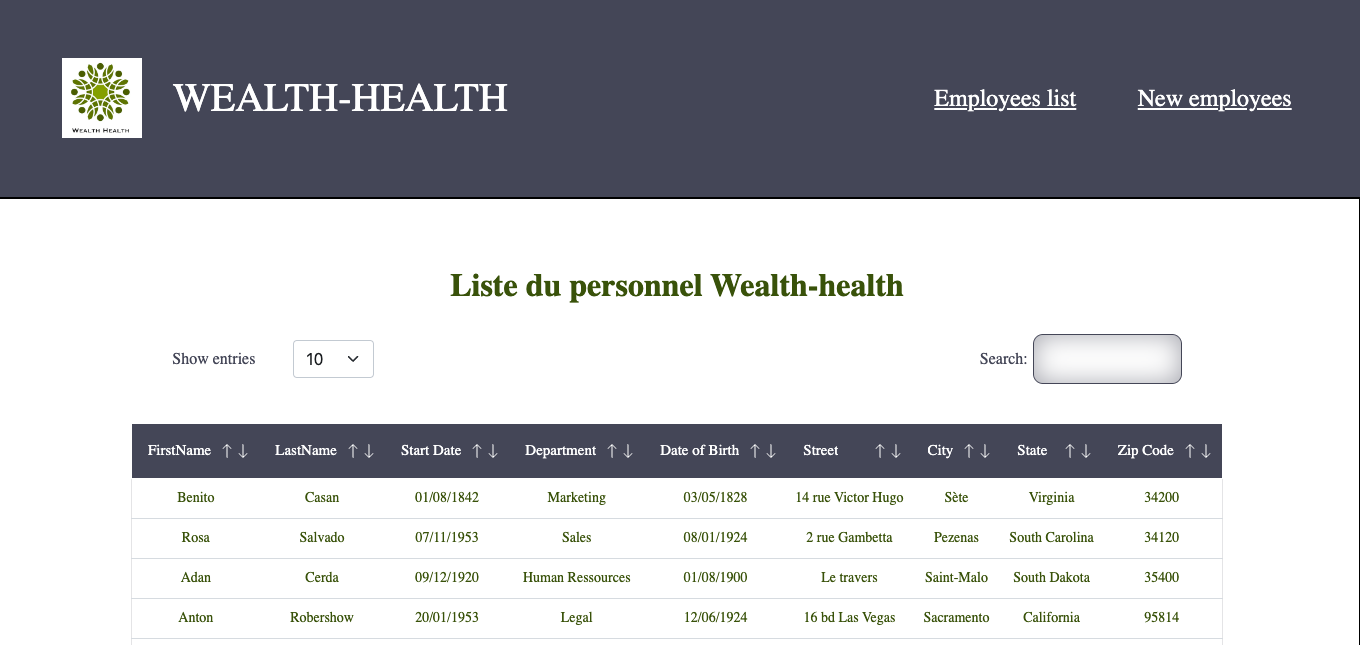 WEALTH HEALTH
WEALTH-HEALTH
Employees list New employees
Liste du personnel Wealth-health
Show entries 10 Search:
FirstName ↑↓ LastName ↑↓ Start Date ↑↓ Department ↑↓ Date of Birth ↑↓ Street ↑↓ City ↑↓ State ↑↓ Zip Code ↑↓
Benito Casan 01/08/1842 Marketing 03/05/1828 14 rue Victor Hugo Sète Virginia 34200
Rosa Salvado 07/11/1953 Sales 08/01/1924 2 rue Gambetta Pezenas South Carolina 34120
Adan Cerda 09/12/1920 Human Ressources 01/08/1900 Le travers Saint-Malo South Dakota 35400
Anton Robershow 20/01/1953 Legal 12/06/1924 16 bd Las Vegas Sacramento California 95814